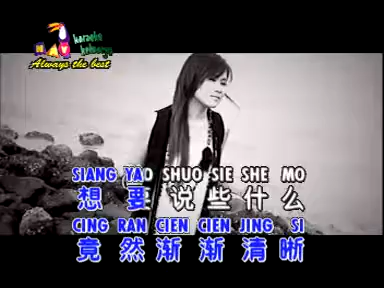 karaoke
keluarga
Always the best
SIANG YAO SHUO SIE SHE MO
想要说些什么
CING RAN CIEN CIEN JING SI
竟然渐渐清晰